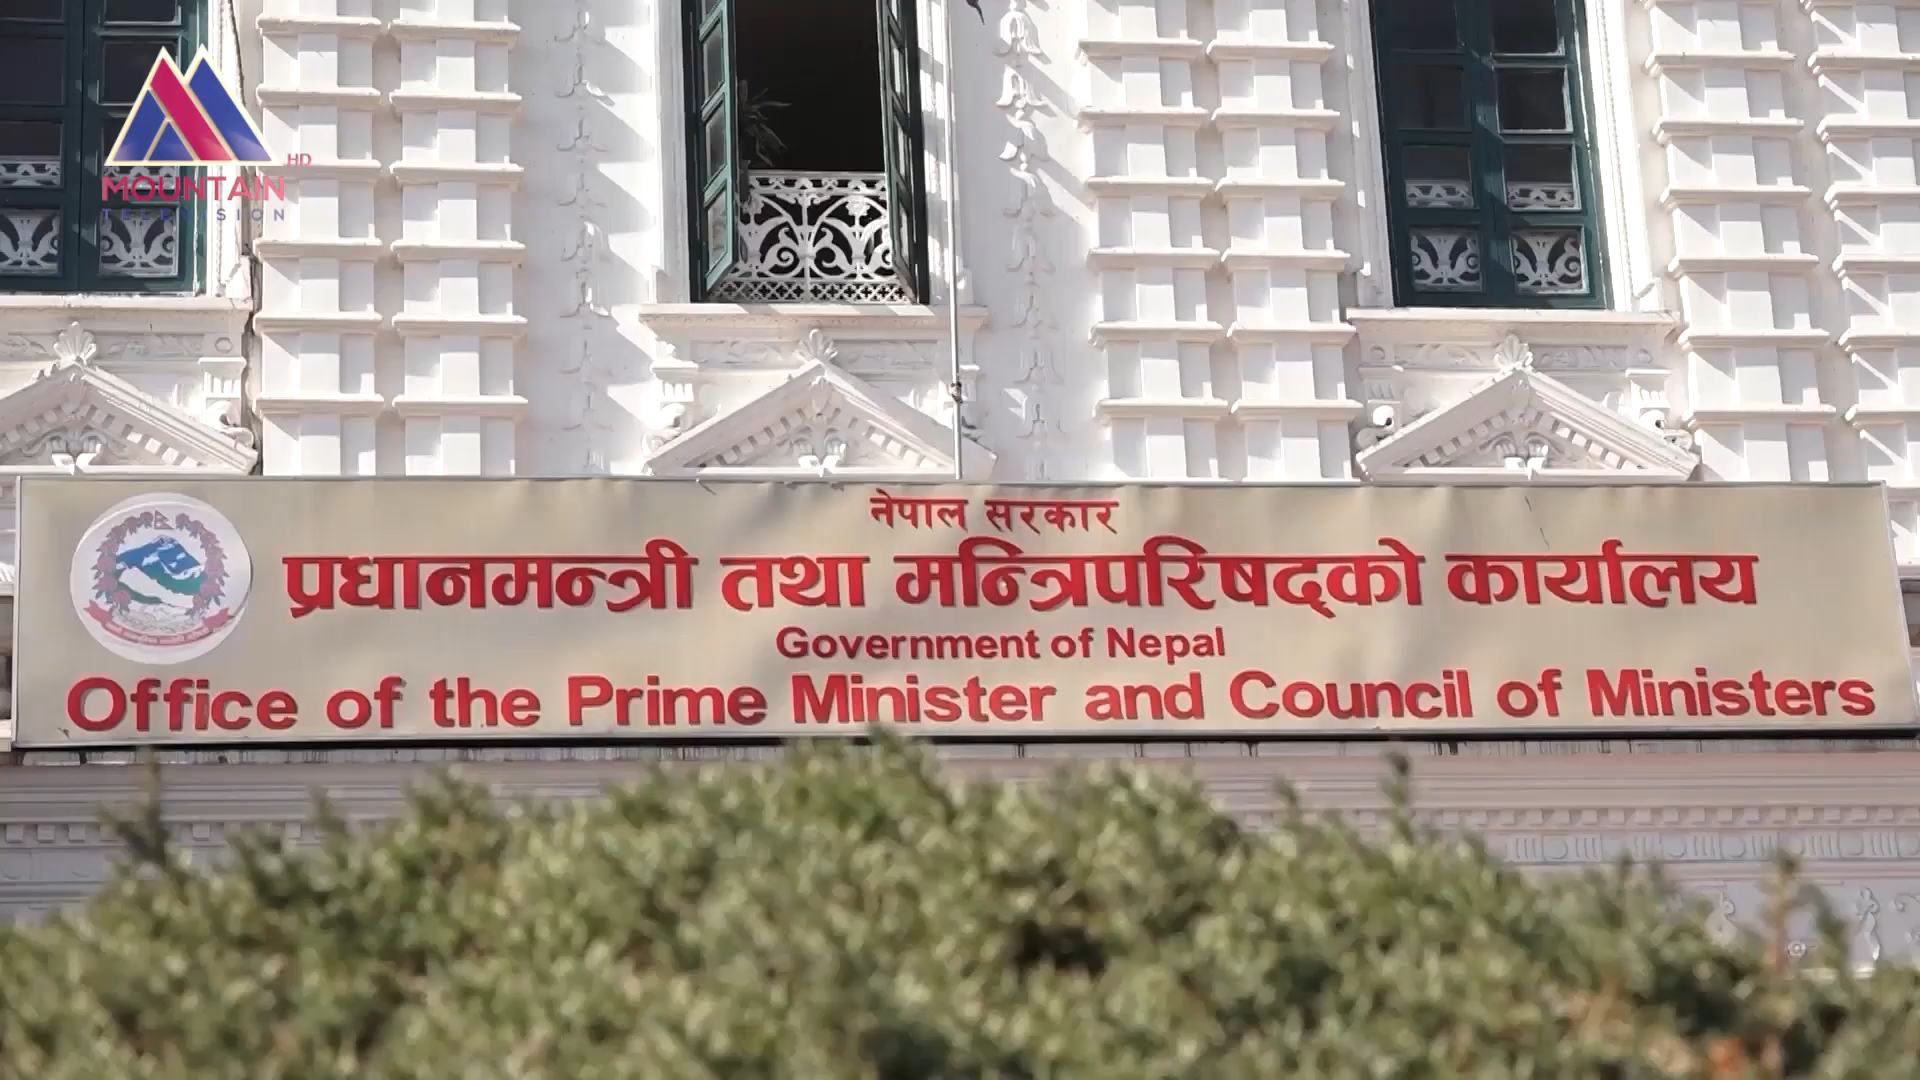 MOUNTAIN HD
TELEVISION
नेपाल सरकार
प्रधानमन्त्री तथा मन्त्रिपरिषद्को कार्यालय
Government of Nepal
Office of the Prime Minister and Council of Ministers